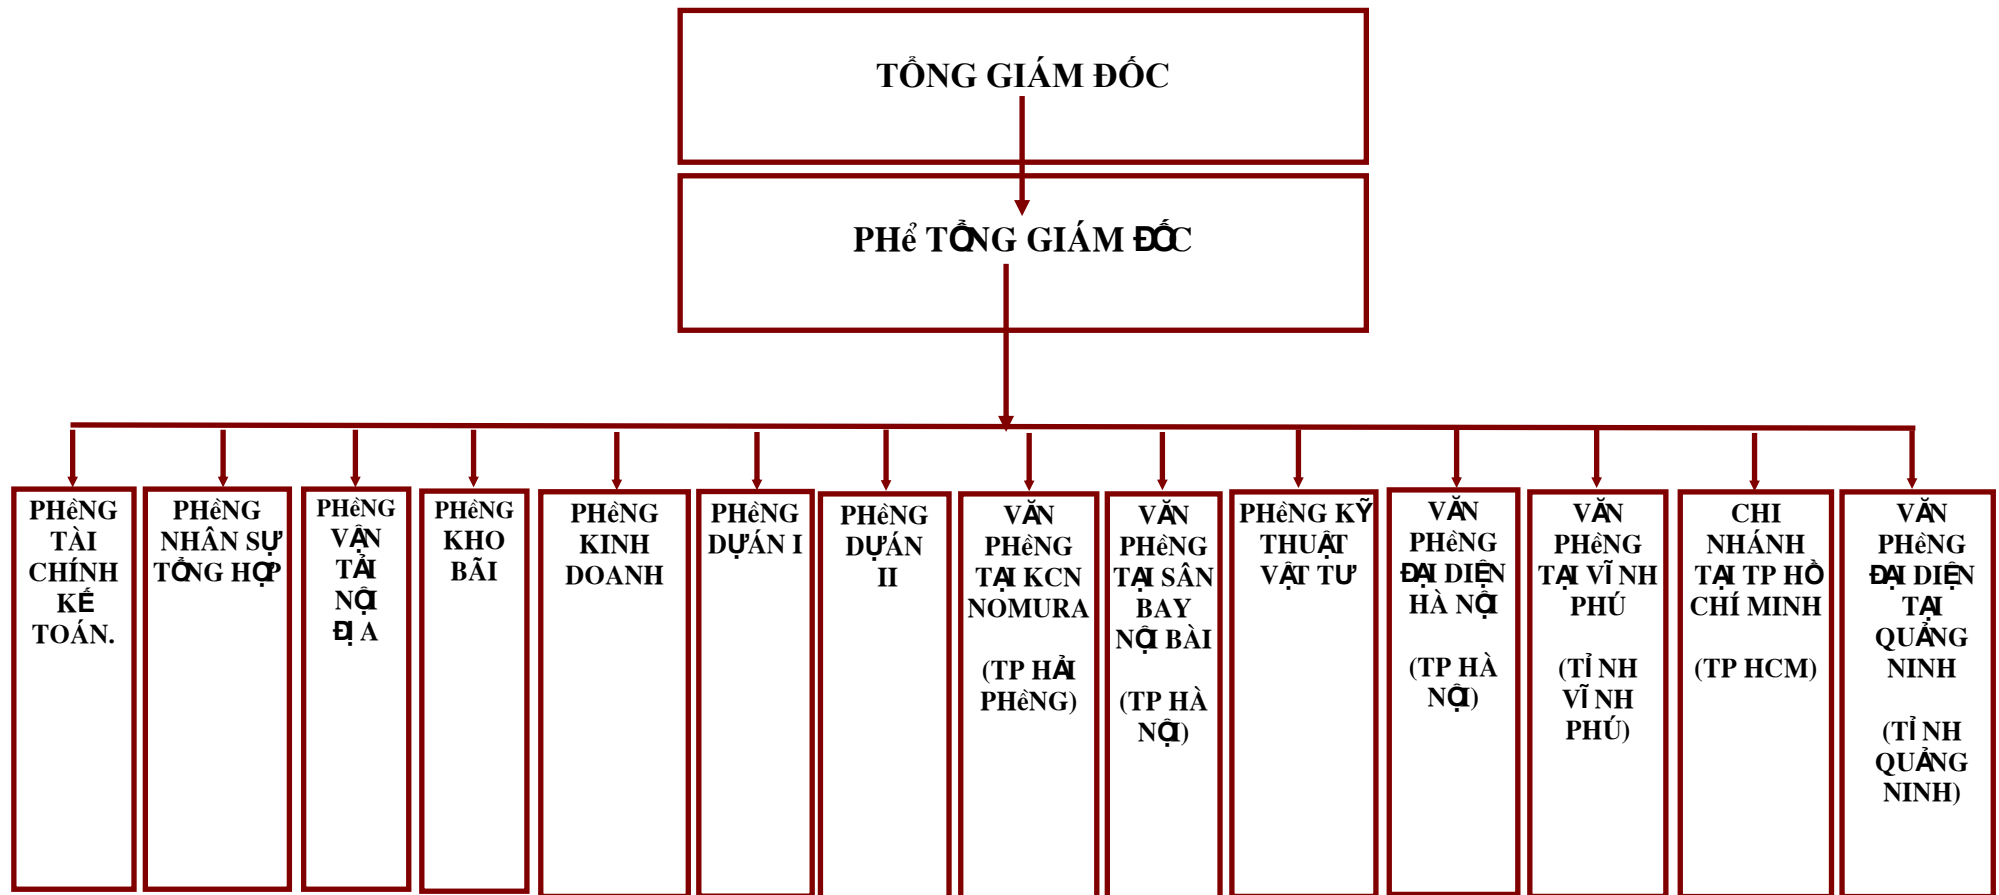 TỔNG GIÁM ĐỐC
PHể TỔNG GIÁM ĐỐC
PHềNG
TÀI
CHÍNH
KẾ
TOÁN.
PHềNG
NHÂN SỰ
TỔNG HỢP
PHềNG
VẬN
TẢI
NỘI
ĐỊA
PHềNG
KHO
BÃI
PHềNG
KINH
DOANH
PHềNG
DỰ ÁN I
PHềNG
DỰ ÁN
II
VĂN
PHềNG
TẠI KCN
NOMURA
(TP HẢI
PHềNG)
VĂN
PHềNG
TẠI SÂN
BAY
NỘI BÀI
(TP HÀ
NỘI)
PHềNG KỸ
THUẬT
VẬT TƯ
VĂN
PHềNG
ĐẠI DIỆN
HÀ NỘI
(TP HÀ
NỘI)
VĂN
PHềNG
TẠI VĨNH
PHÚ
(TỈNH
VĨNH
PHÚ)
CHI
NHÁNH
TẠI TP HỒ
CHÍ MINH
(TP HCM)
VĂN
PHềNG
ĐẠI DIỆN
TẠI
QUẢNG
NINH
(TỈNH
QUẢNG
NINH)